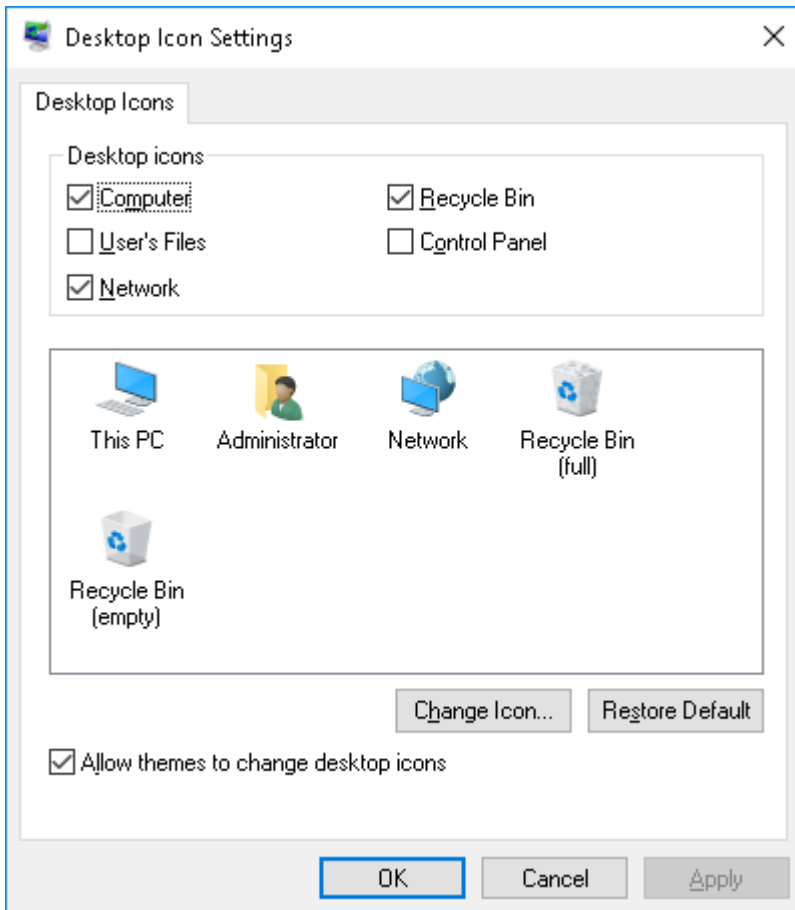 Desktop Icon Settings
Desktop Icons
Desktop icons
Computer
Recycle Bin
User's Files
Control Panel
Network
This PC
Administrator
Network
Recycle Bin
(full)
Recycle Bin
(empty)
Change Icon...
Restore Default
Allow themes to change desktop icons
OK
Cancel
Apply